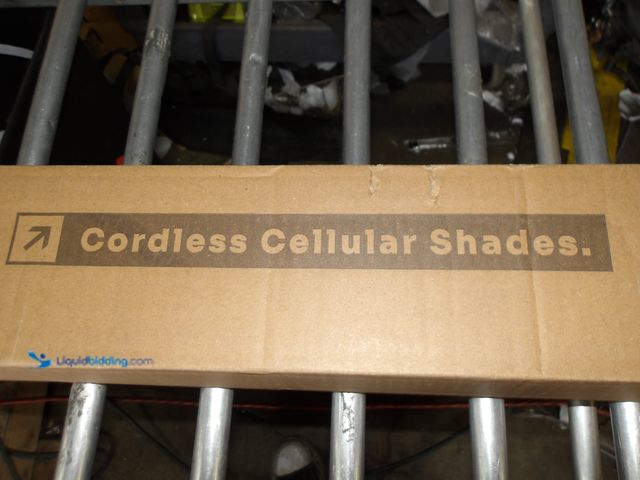 Cordless Cellular Shades.
Liquidbidding.com